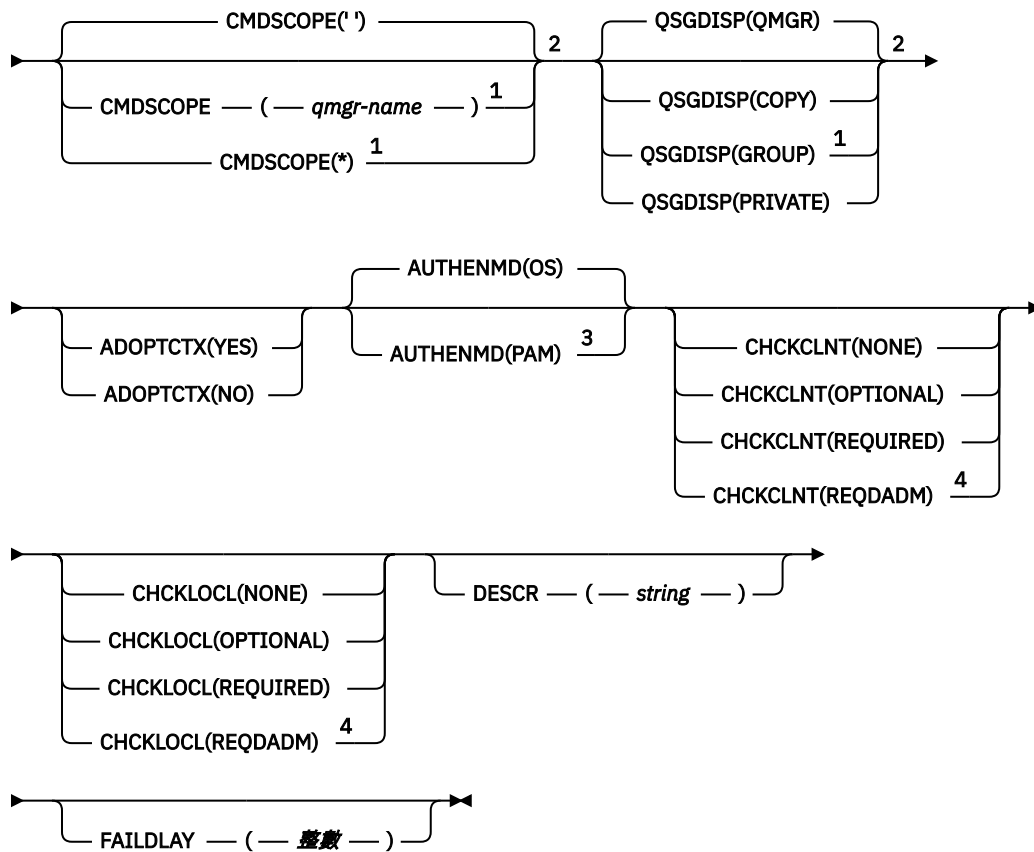 CMDSCOPE(' ')
2
CMDSCOPE ( qmgr-name ) 1
CMDSCOPE(*) 1
QSGDISP(QMGR)
2
QSGDISP(COPY)
QSGDISP(GROUP) 1
QSGDISP(PRIVATE)
ADOPTCTX(YES)
ADOPTCTX(NO)
AUTHENMD(OS)
AUTHENMD(PAM) 3
CHCKCLNT(NONE)
CHCKCLNT(OPTIONAL)
CHCKCLNT(REQUIRED)
CHCKCLNT(REQDADM) 4
CHCKLOCL(NONE)
CHCKLOCL(OPTIONAL)
CHCKLOCL(REQUIRED)
CHCKLOCL(REQDADM) 4
DESCR ( string )
FAILDLAY ( 整數 )